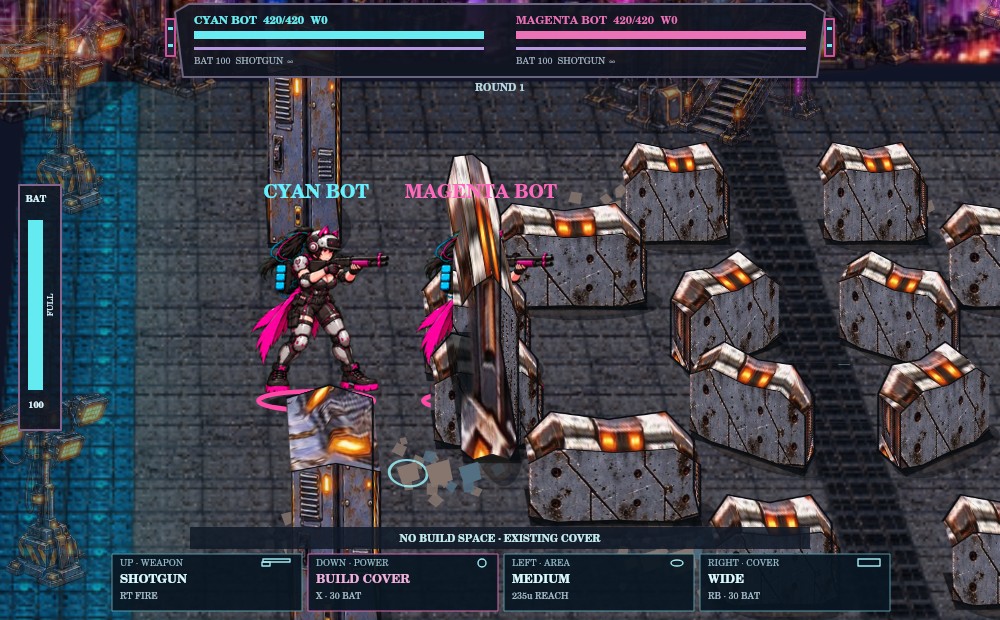 CYAN BOT 420/420 W0
BAT 100 SHOTGUN ∞
MAGENTA BOT 420/420 W0
BAT 100 SHOTGUN ∞
ROUND 1
CYAN BOT
MAGENTA BOT
BAT
FULL
100
NO BUILD SPACE · EXISTING COVER
UP · WEAPON
SHOTGUN
RT FIRE
DOWN · POWER
BUILD COVER
X · 30 BAT
LEFT · AREA
MEDIUM
235u REACH
RIGHT · COVER
WIDE
RB · 30 BAT